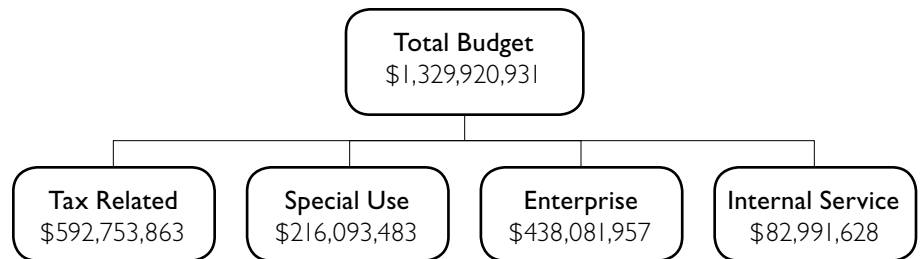 Total Budget
$1,329,920,931
Tax Related
$592,753,863
Special Use
$216,093,483
Enterprise
$438,081,957
Internal Service
$82,991,628